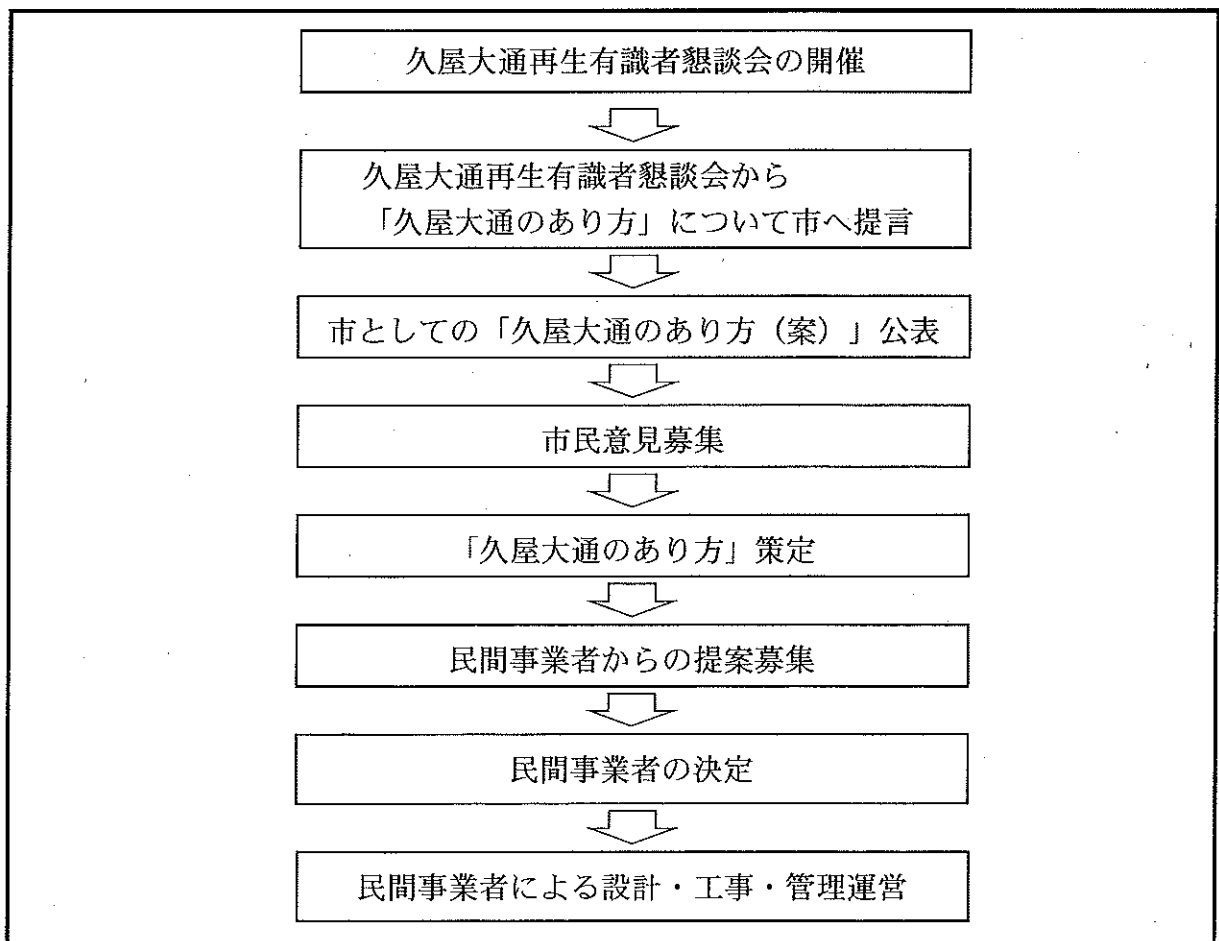 久屋大通再生有識者懇談会の開催
久屋大通再生有識者懇談会から
「久屋大通のあり方」について市へ提言
市としての「久屋大通のあり方（案）」公表
市民意見募集
「久屋大通のあり方」策定
民間事業者からの提案募集
民間事業者の決定
民間事業者による設計・工事・管理運営